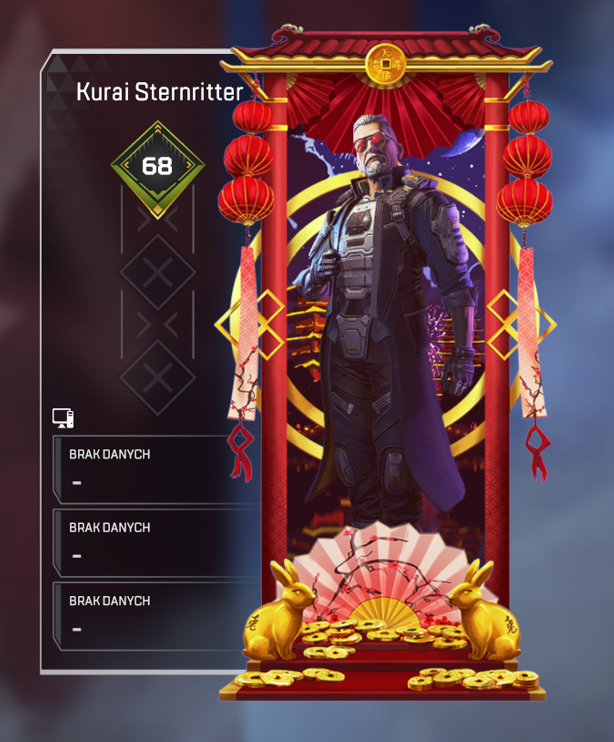 Kurai Sternritter
68
BRAK DANYCH
-
BRAK DANYCH
-
BRAK DANYCH
-